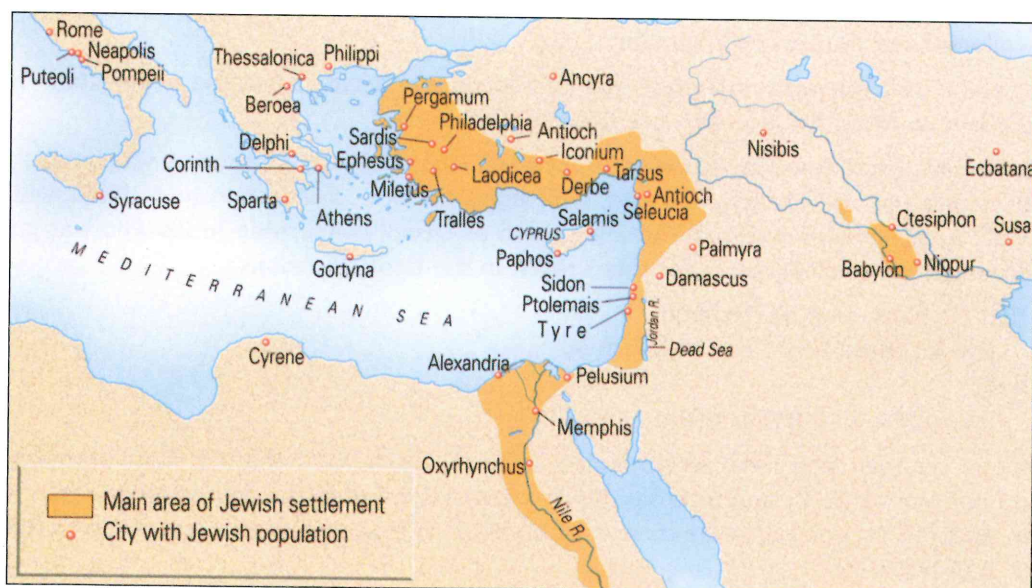 Rome
Neapolis
Puteoli
Pompeii
Thessalonica
Philippi
Beroea
Delphi
Corinth
Sparta
Athens
Syracuse
Gortyna
Ancyra
Pergamum
Philadelphia
Sardis
Antioch
Ephesus
Iconium
Miletus
Laodicea
Derbe
Tarsus
Tralles
Antioch
Seleucia
Salamis
CYPRUS
Paphos
Palmyra
Sidon
Damascus
Ptolemais
Tyre
Jordan R.
Dead Sea
Nisibis
Ecbatana
Ctesiphon
Susa
Babylon
Nippur
MEDITERRANEAN SEA
Cyrene
Alexandria
Pelusium
Memphis
Oxyrhynchus
Nile R.
Main area of Jewish settlement
City with Jewish population